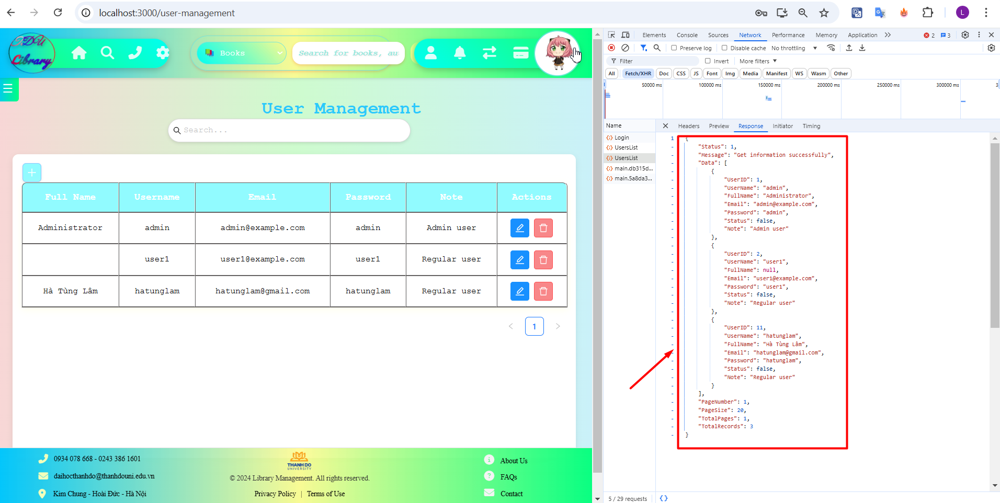 localhost:3000/user-management
L
TDU
Library
Books
Search for books, au
User Management
Search...
Full Name Username Email Password Note Actions
Administrator admin admin@example.com admin Admin user
user1 user1@example.com user1 Regular user
Hà Tùng Lâm hatunglam hatunglam@gmail.com hatunglam Regular user
1
0934 078 668 - 0243 386 1601
daihocthanhdo@thanhdouni.edu.vn
Kim Chung - Hoài Đức - Hà Nội
THANH DO
UNIVERSITY
© 2024 Library Management. All rights reserved.
Privacy Policy | Terms of Use
About Us
FAQs
Contact
Elements Console Sources Network Performance Memory Application 2 3
Preserve log Disable cache No throttling
Filter Invert More filters
All Fetch/XHR Doc CSS JS Font Img Media Manifest WS Wasm Other
50000 ms 100000 ms 150000 ms 200000 ms 250000 ms 300000 ms 3
Name
Login
UsersList
UsersList
main.db315d...
main.5a8da3...
Headers Preview Response Initiator Timing
1 {
"Status": 1,
"Message": "Get information successfully",
"Data": [
{
"UserID": 1,
"UserName": "admin",
"FullName": "Administrator",
"Email": "admin@example.com",
"Password": "admin",
"Status": false,
"Note": "Admin user"
},
{
"UserID": 2,
"UserName": "user1",
"FullName": null,
"Email": "user1@example.com",
"Password": "user1",
"Status": false,
"Note": "Regular user"
},
{
"UserID": 11,
"UserName": "hatunglam",
"FullName": "Hà Tùng Lâm",
"Email": "hatunglam@gmail.com",
"Password": "hatunglam",
"Status": false,
"Note": "Regular user"
}
],
"PageNumber": 1,
"PageSize": 20,
"TotalPages": 1,
"TotalRecords": 3
}
5 / 29 requests {}